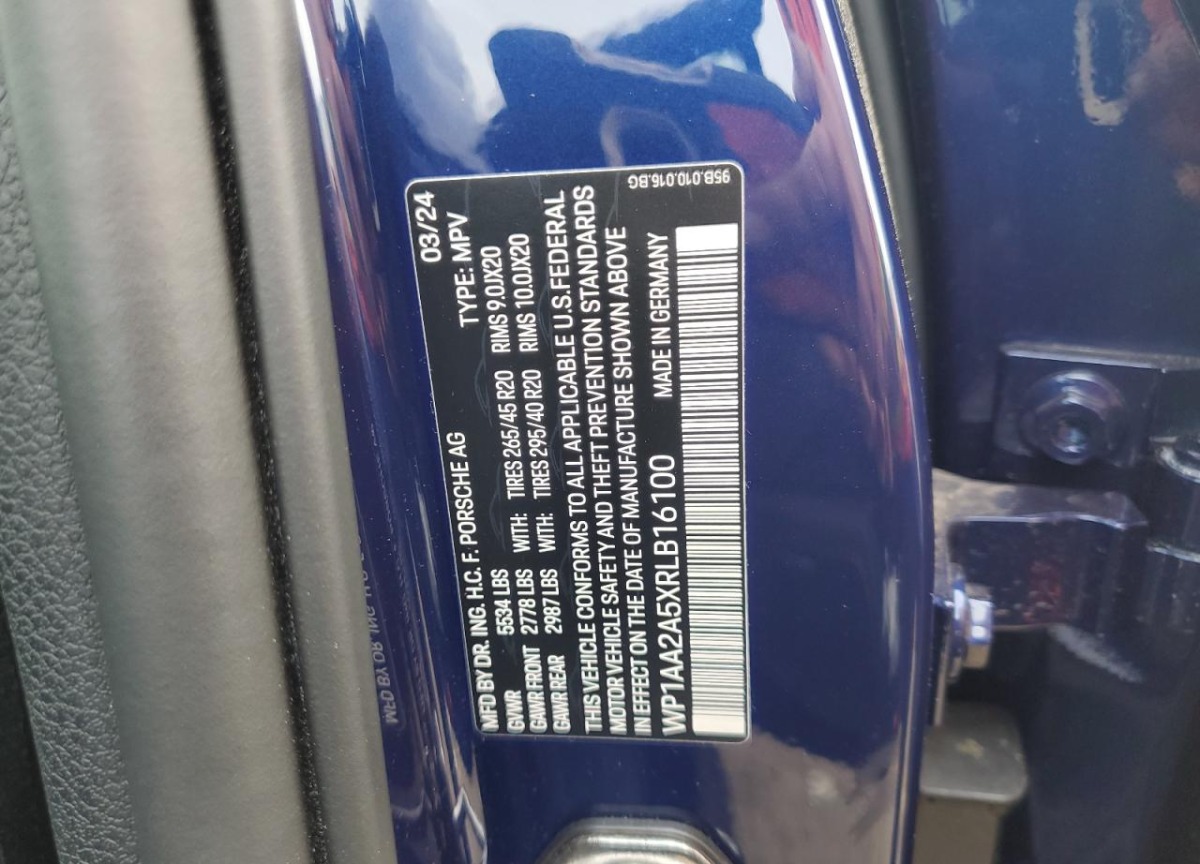 MFD BY DR. ING. H.C. F. PORSCHE AG 03/24
GVWR 5534 LBS TYPE: MPV
GAWR FRONT 2778 LBS WITH: TIRES 265/45 R20 RIMS 9.0JX20
GAWR REAR 2987 LBS WITH: TIRES 295/40 R20 RIMS 10.0JX20
THIS VEHICLE CONFORMS TO ALL APPLICABLE U.S.FEDERAL
MOTOR VEHICLE SAFETY AND THEFT PREVENTION STANDARDS
IN EFFECT ON THE DATE OF MANUFACTURE SHOWN ABOVE
WP1AA2A5XRLB16100 MADE IN GERMANY
95B.010.016.BG